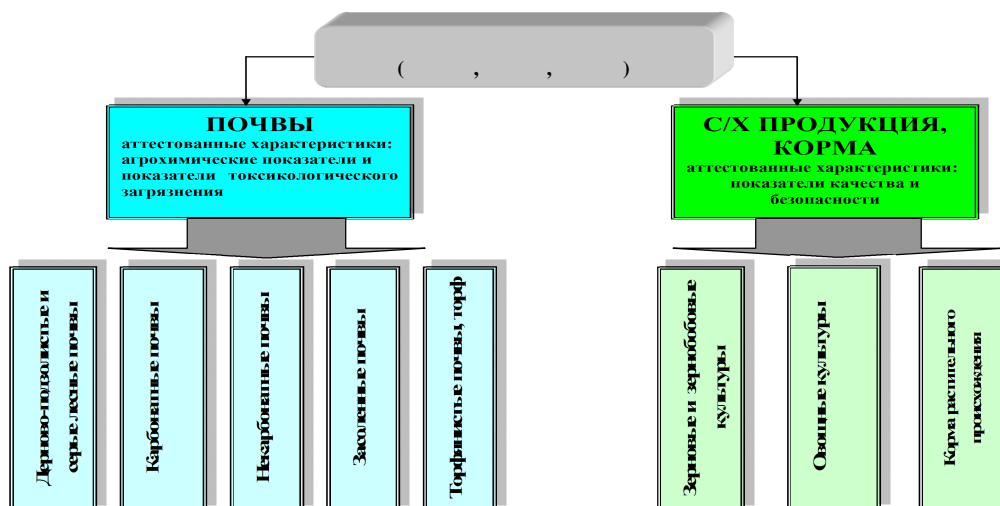 ( , , )
ПОЧВЫ
аттестованные характеристики:
агрохимические показатели и
показатели токсикологического
загрязнения
С/Х ПРОДУКЦИЯ,
КОРМА
аттестованные характеристики:
показатели качества и
безопасности
Дерново-подзолистые и
серые лесные почвы
Карбонатные почвы
Некарбонатные почвы
Засоленные почвы
Торфянистые почвы, торф
Зерновые и зернобобовые
культуры
Овощные культуры
Корма растительного
происхождения